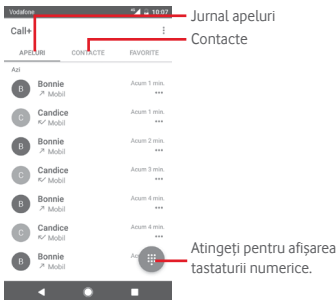 Vodafone 4G 10:07
Call+
APELURI CONTACTE FAVORITE
Azi
B Bonnie Acum 1 min.
Mobil
C Candice Acum 1 min.
Mobil
B Bonnie Acum 2 min.
Mobil
C Candice Acum 3 min.
Mobil
B Bonnie Acum 4 min.
Mobil
C Candice Acum 4 min.
Mobil
B Bonnie
Mobil
Jurnal apeluri
Contacte
Atingeți pentru afișarea
tastaturii numerice.